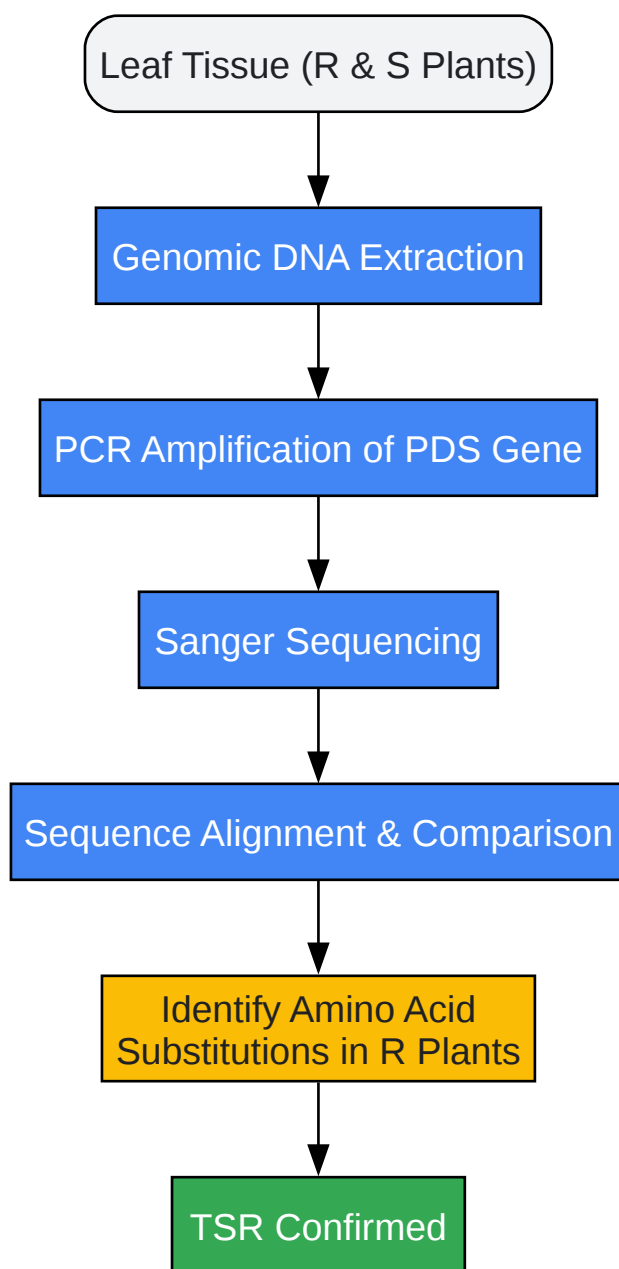 Leaf Tissue (R & S Plants)
Genomic DNA Extraction
PCR Amplification of PDS Gene
Sanger Sequencing
Sequence Alignment & Comparison
Identify Amino Acid
Substitutions in R Plants
TSR Confirmed